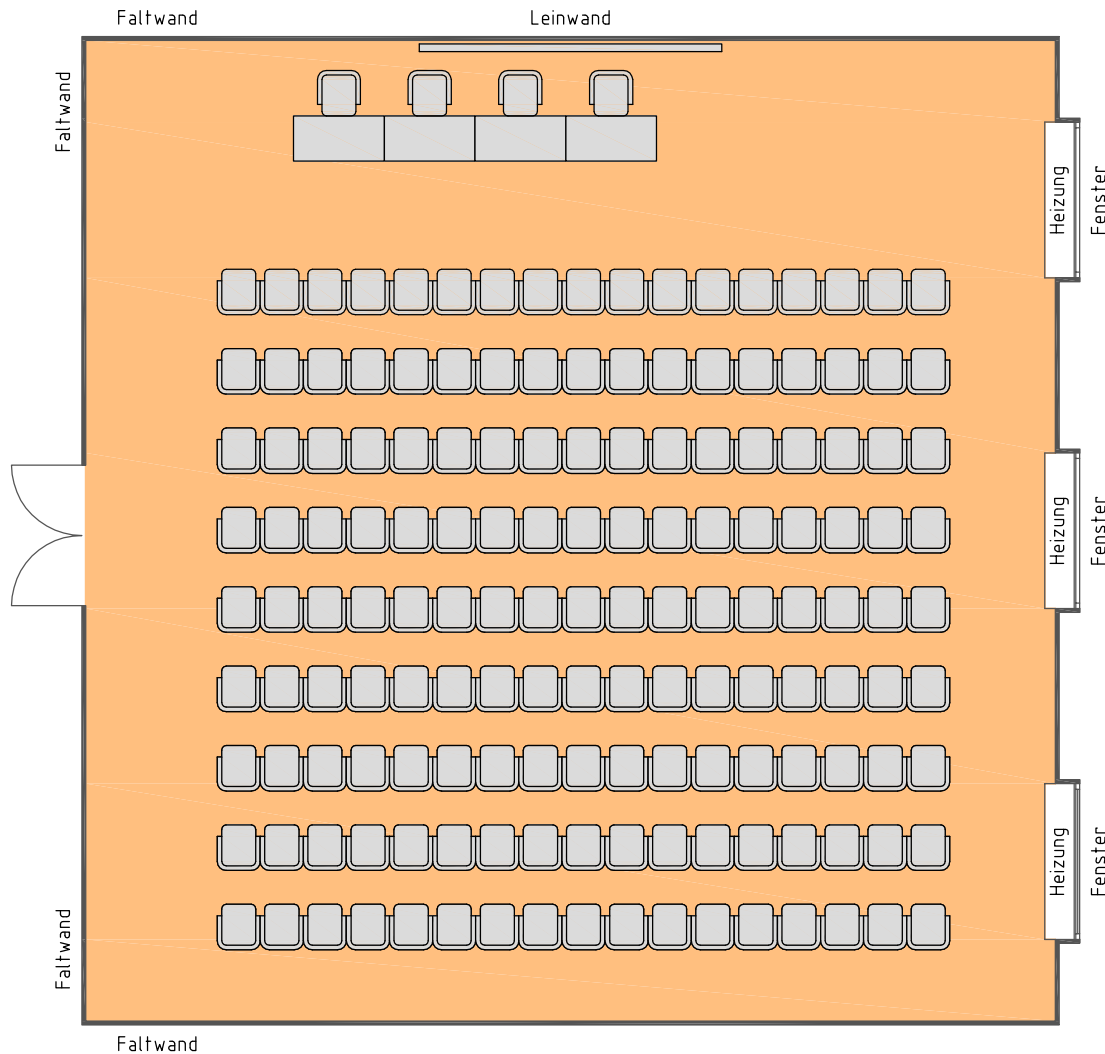 Faltwand
Leinwand
Faltwand
Heizung
Fenster
Heizung
Fenster
Heizung
Fenster
Faltwand
Faltwand